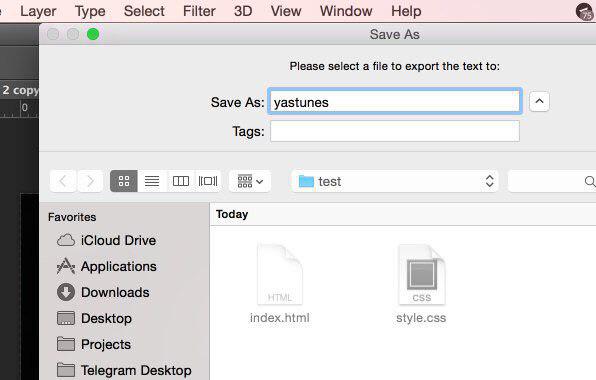 Layer Type Select Filter 3D View Window Help
75
Save As
Please select a file to export the text to:
2 copy
Save As: yastunes
0
Tags:
test
Favorites
Today
iCloud Drive
Applications
Downloads
Desktop
Projects
Telegram Desktop
HTML
CSS
index.html
style.css